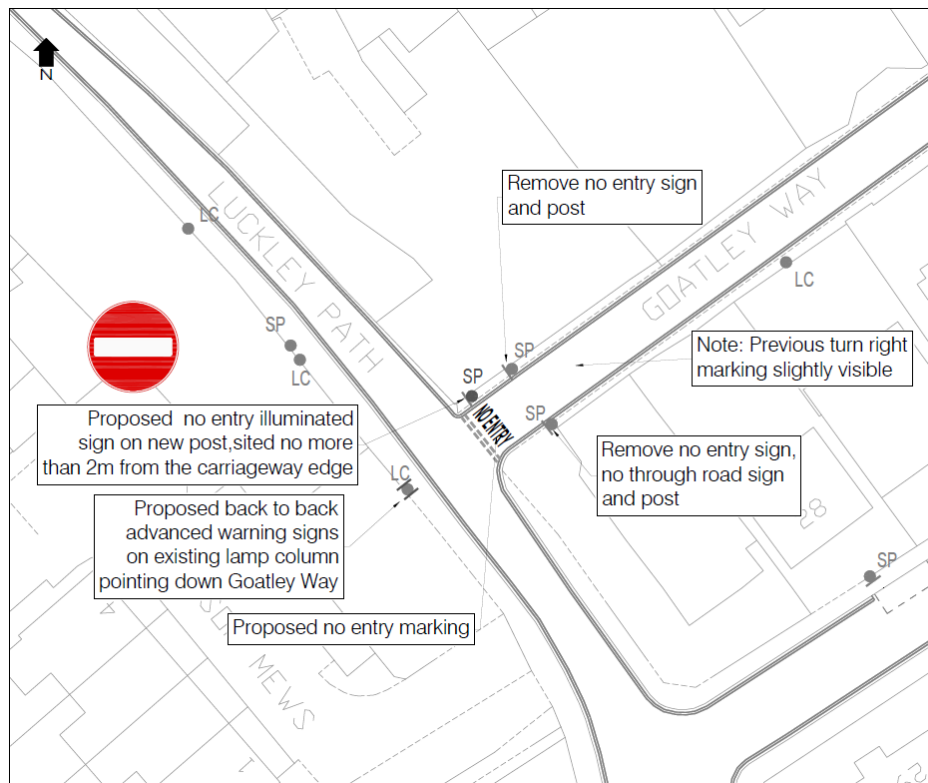 N
LUCKLEY PATH
GOATLEY WAY
Remove no entry sign
and post
LC
SP
LC
SP
SP
LC
Note: Previous turn right
marking slightly visible
NO ENTRY
SP
Proposed  no entry illuminated
sign on new post,sited no more
than 2m from the carriageway edge
Remove no entry sign,
no through road sign
and post
LC
Proposed back to back
advanced warning signs
on existing lamp column
pointing down Goatley Way
28
SP
4
Proposed no entry marking
MEWS
1